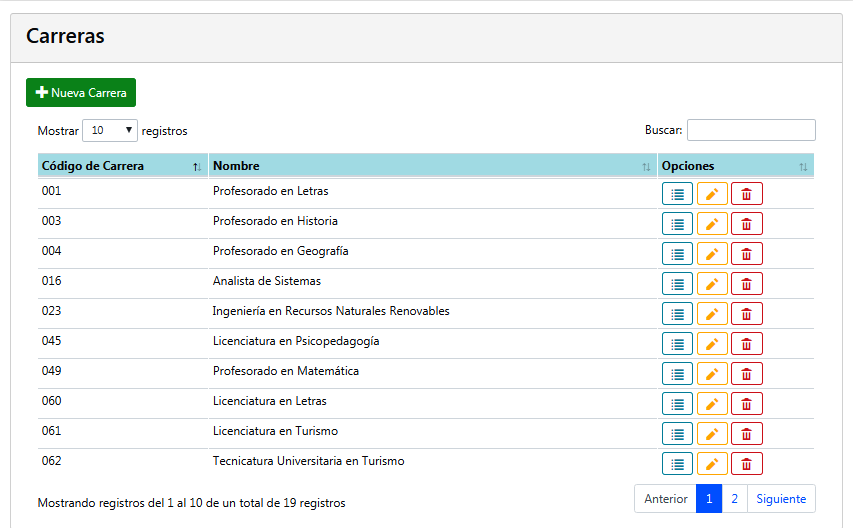 Carreras
Nueva Carrera
Mostrar 10 registros Buscar:
Código de Carrera Nombre Opciones
001 Profesorado en Letras
003 Profesorado en Historia
004 Profesorado en Geografía
016 Analista de Sistemas
023 Ingeniería en Recursos Naturales Renovables
045 Licenciatura en Psicopedagogía
049 Profesorado en Matemática
060 Licenciatura en Letras
061 Licenciatura en Turismo
062 Tecnicatura Universitaria en Turismo
Mostrando registros del 1 al 10 de un total de 19 registros Anterior 1 2 Siguiente